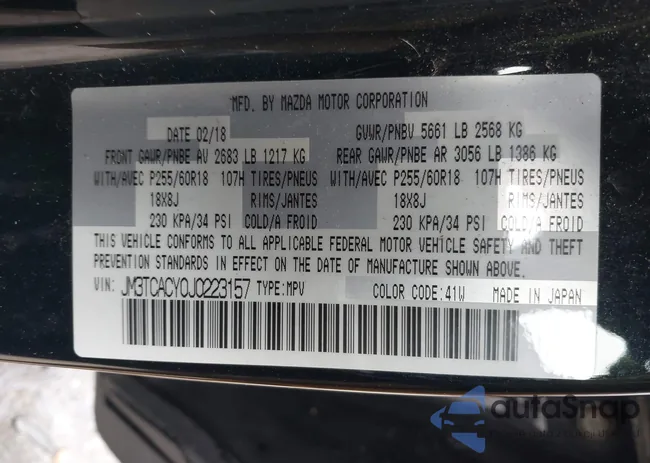 MFD. BY MAZDA MOTOR CORPORATION
DATE 02/18 GVWR/PNBV 5661 LB 2568 KG
FRONT GAWR/PNBE AV 2683 LB 1217 KG REAR GAWR/PNBE AR 3056 LB 1386 KG
WITH/AVEC P255/60R18 107H TIRES/PNEUS WITH/AVEC P255/60R18 107H TIRES/PNEUS
18X8J RIMS/JANTES 18X8J RIMS/JANTES
230 KPA/34 PSI COLD/A FROID 230 KPA/34 PSI COLD/A FROID
THIS VEHICLE CONFORMS TO ALL APPLICABLE FEDERAL MOTOR VEHICLE SAFETY AND THEFT
PREVENTION STANDARDS IN EFFECT ON THE DATE OF MANUFACTURE SHOWN ABOVE.
VIN: JM3TCACY0J0223157 TYPE:MPV COLOR CODE:41W MADE IN JAPAN
autoSnap